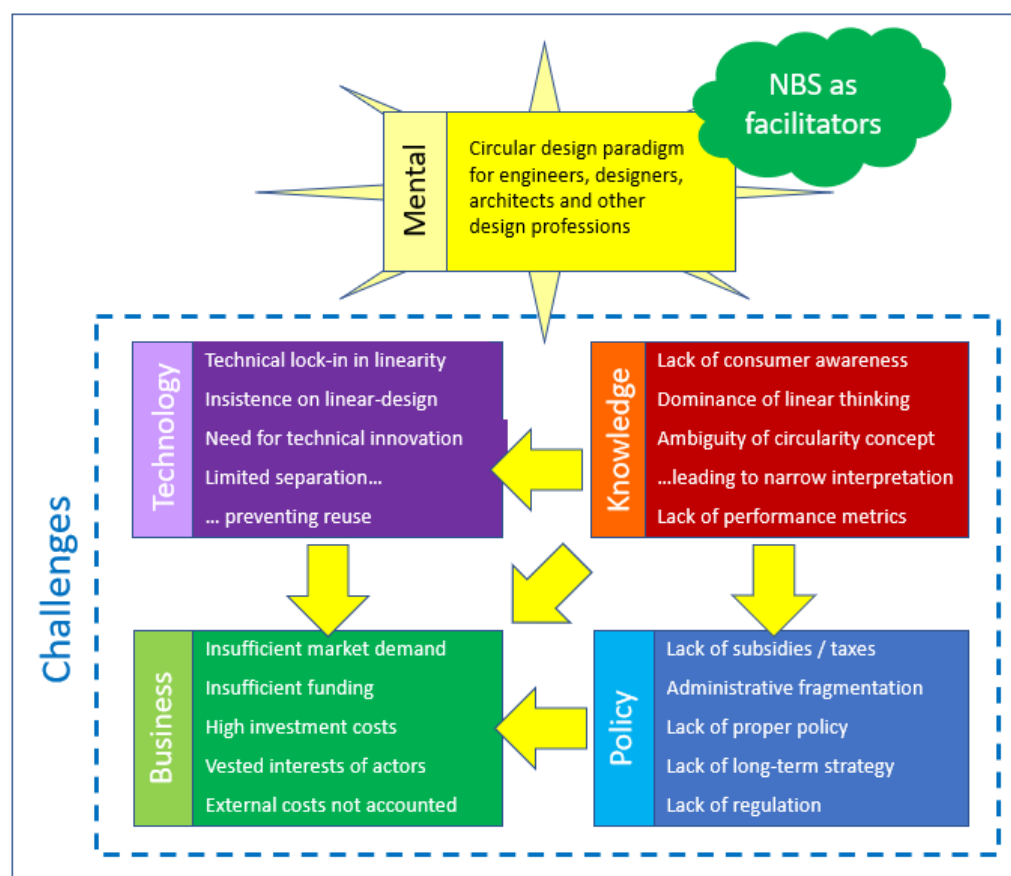 NBS as
facilitators
Mental
Circular design paradigm
for engineers, designers,
architects and other
design professions
Challenges
Technology
Technical lock-in in linearity
Insistence on linear-design
Need for technical innovation
Limited separation...
... preventing reuse
Knowledge
Lack of consumer awareness
Dominance of linear thinking
Ambiguity of circularity concept
...leading to narrow interpretation
Lack of performance metrics
Business
Insufficient market demand
Insufficient funding
High investment costs
Vested interests of actors
External costs not accounted
Policy
Lack of subsidies / taxes
Administrative fragmentation
Lack of proper policy
Lack of long-term strategy
Lack of regulation